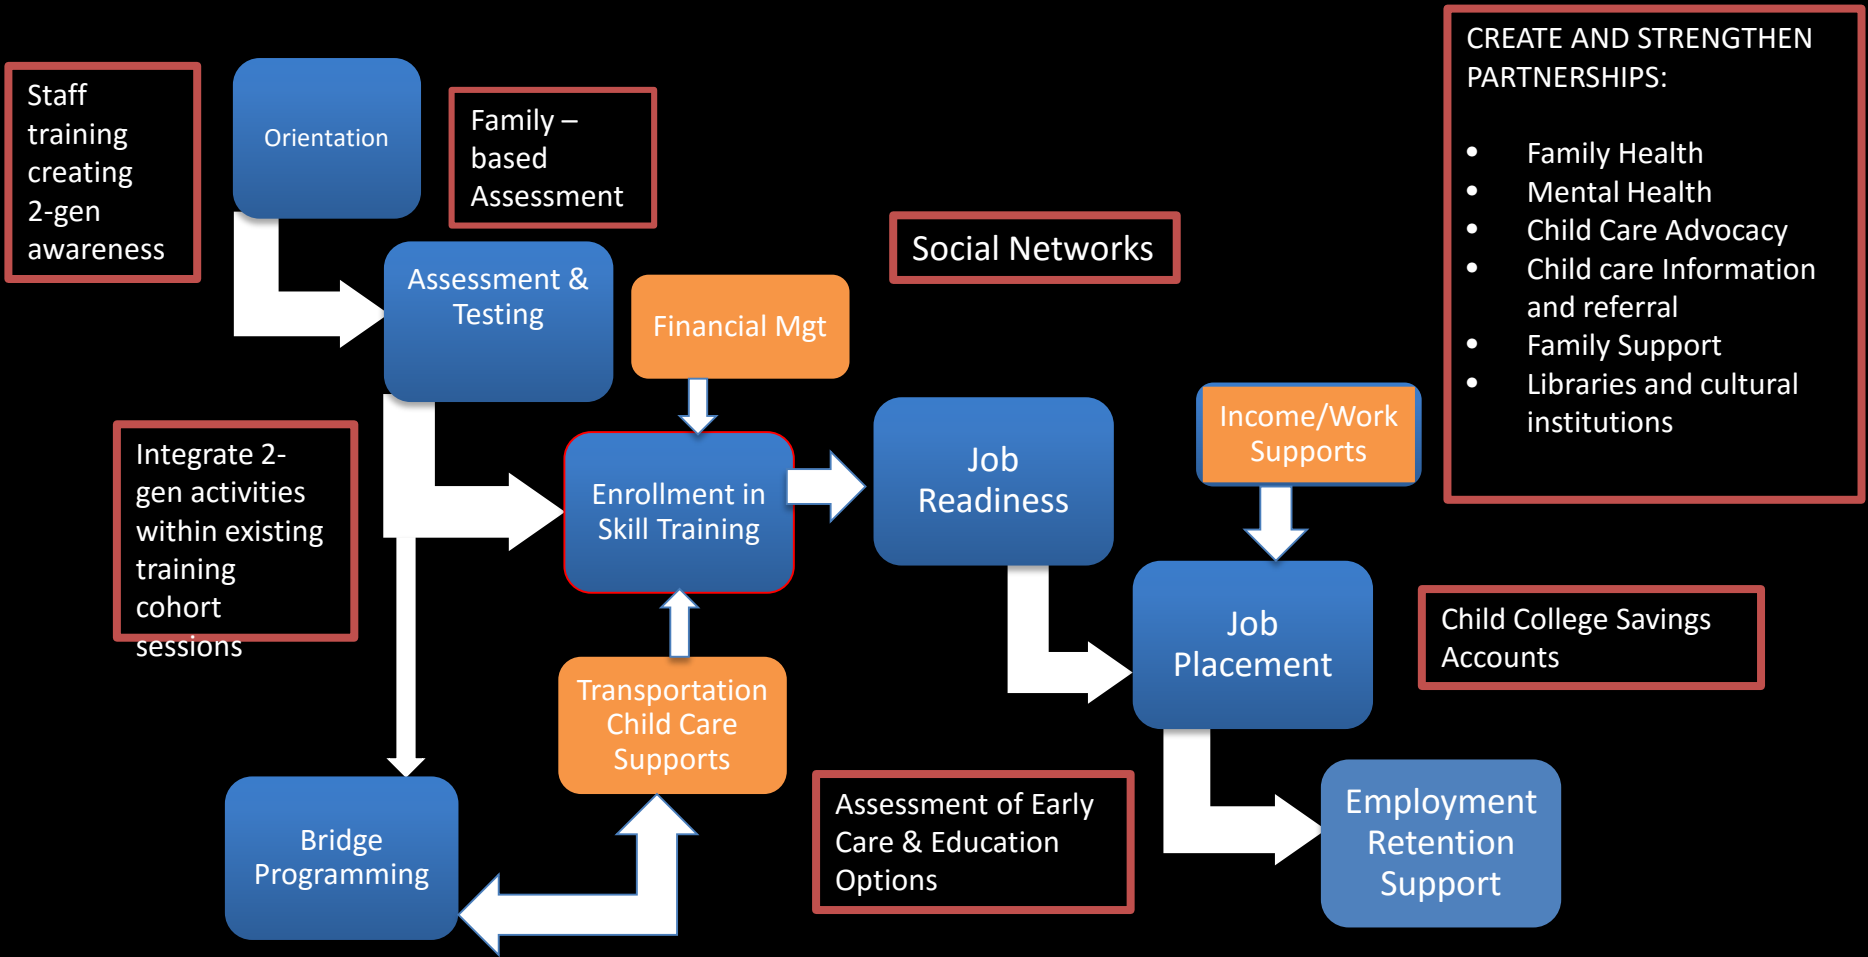 Staff
training
creating
2-gen
awareness
Orientation
Family –
based
Assessment
CREATE AND STRENGTHEN
PARTNERSHIPS:
• Family Health
• Mental Health
• Child Care Advocacy
• Child care Information
and referral
• Family Support
• Libraries and cultural
institutions
Social Networks
Assessment &
Testing
Financial Mgt
Integrate 2-
gen activities
within existing
training
cohort
sessions
Enrollment in
Skill Training
Job
Readiness
Income/Work
Supports
Job
Placement
Child College Savings
Accounts
Transportation
Child Care
Supports
Bridge
Programming
Assessment of Early
Care & Education
Options
Employment
Retention
Support